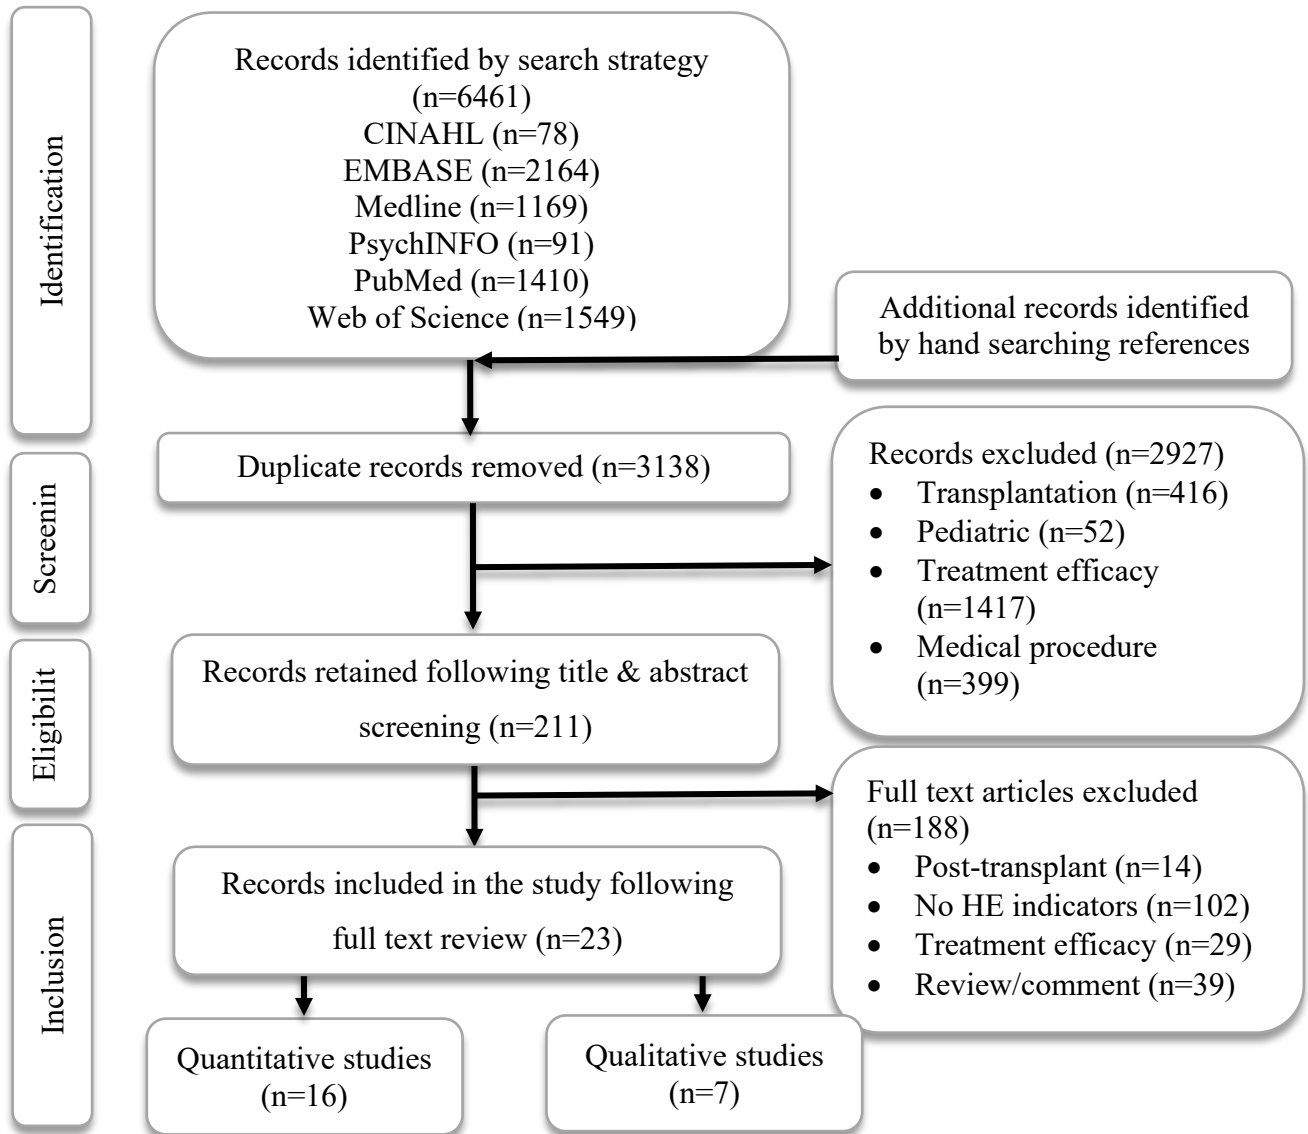 Identification
Records identified by search strategy
(n=6461)
CINAHL (n=78)
EMBASE (n=2164)
Medline (n=1169)
PsychINFO (n=91)
PubMed (n=1410)
Web of Science (n=1549)
Additional records identified
by hand searching references
Screenin
Duplicate records removed (n=3138)
Records excluded (n=2927)
• Transplantation (n=416)
• Pediatric (n=52)
• Treatment efficacy
(n=1417)
• Medical procedure
(n=399)
Eligibilit
Records retained following title & abstract
screening (n=211)
Full text articles excluded
(n=188)
• Post-transplant (n=14)
• No HE indicators (n=102)
• Treatment efficacy (n=29)
• Review/comment (n=39)
Inclusion
Records included in the study following
full text review (n=23)
Quantitative studies
(n=16)
Qualitative studies
(n=7)